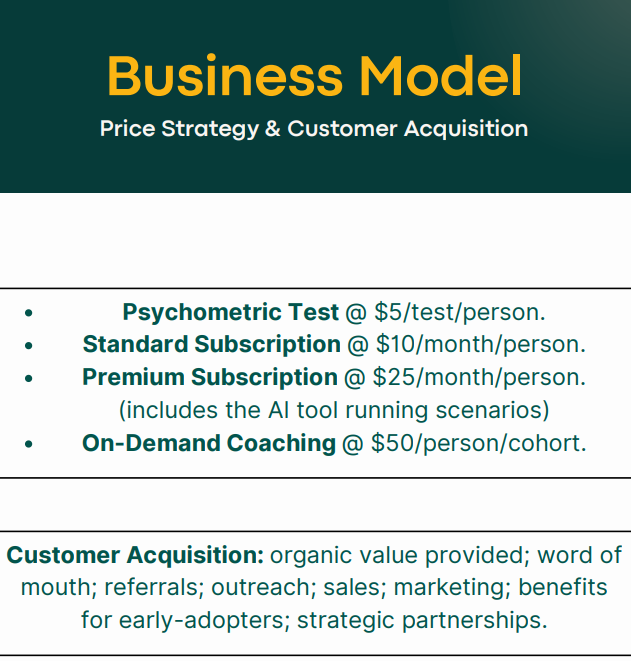 Business Model
Price Strategy & Customer Acquisition
• Psychometric Test @ $5/test/person.
• Standard Subscription @ $10/month/person.
• Premium Subscription @ $25/month/person.
(includes the AI tool running scenarios)
• On-Demand Coaching @ $50/person/cohort.
Customer Acquisition: organic value provided; word of
mouth; referrals; outreach; sales; marketing; benefits
for early-adopters; strategic partnerships.